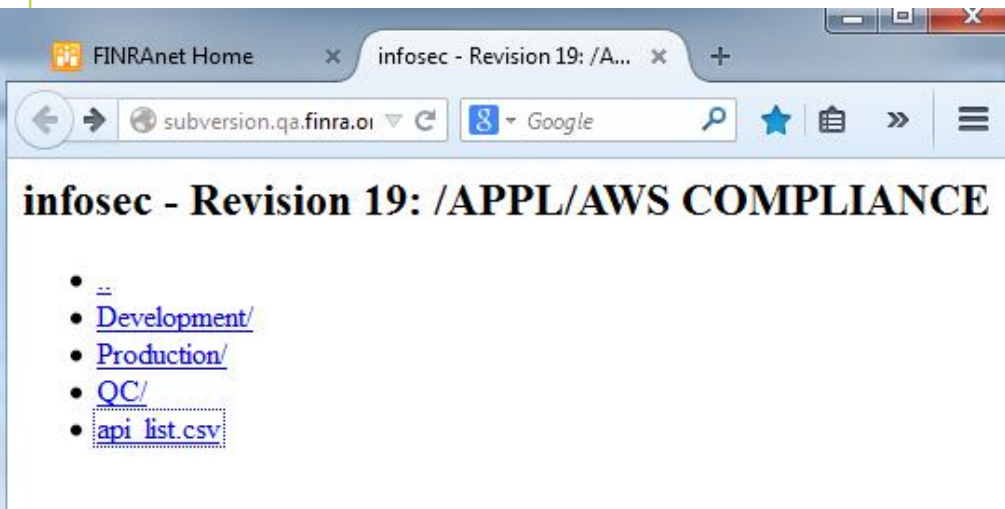 FINRAnet Home
infosec - Revision 19: /A...
subversion.qa.finra.or
Google
infosec - Revision 19: /APPL/AWS COMPLIANCE
..
Development/
Production/
QC/
api_list.csv